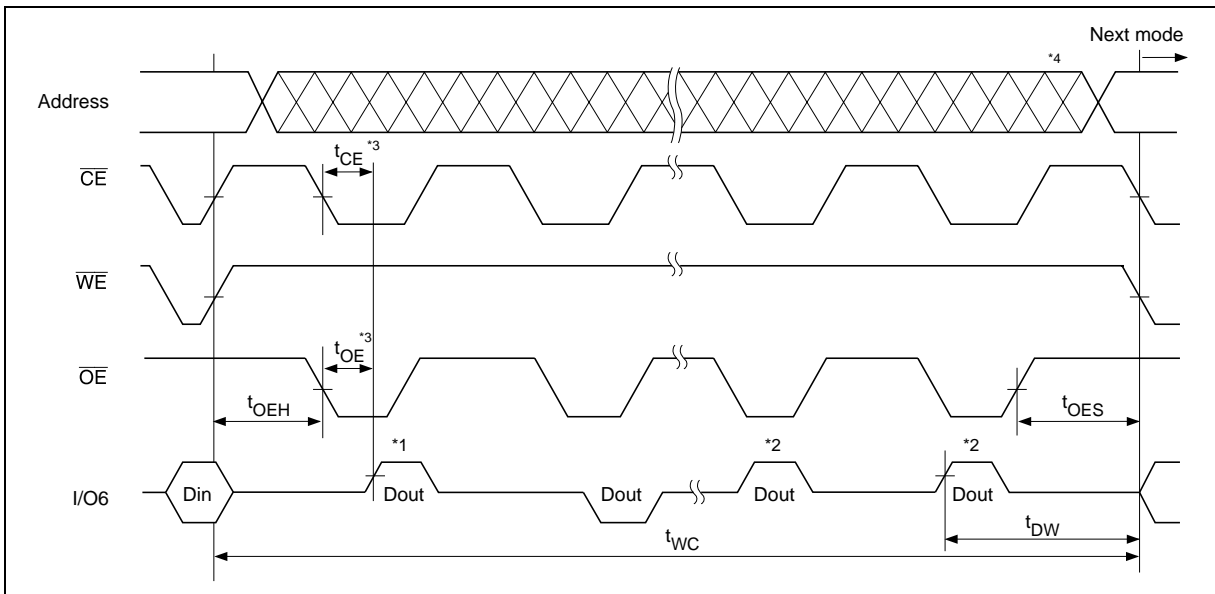 Next mode
*4
Address
tCE *3
CE
WE
tOE *3
OE
tOEH
tOES
*1
*2
*2
I/O6
Din
Dout
Dout
Dout
Dout
tWC
tDW